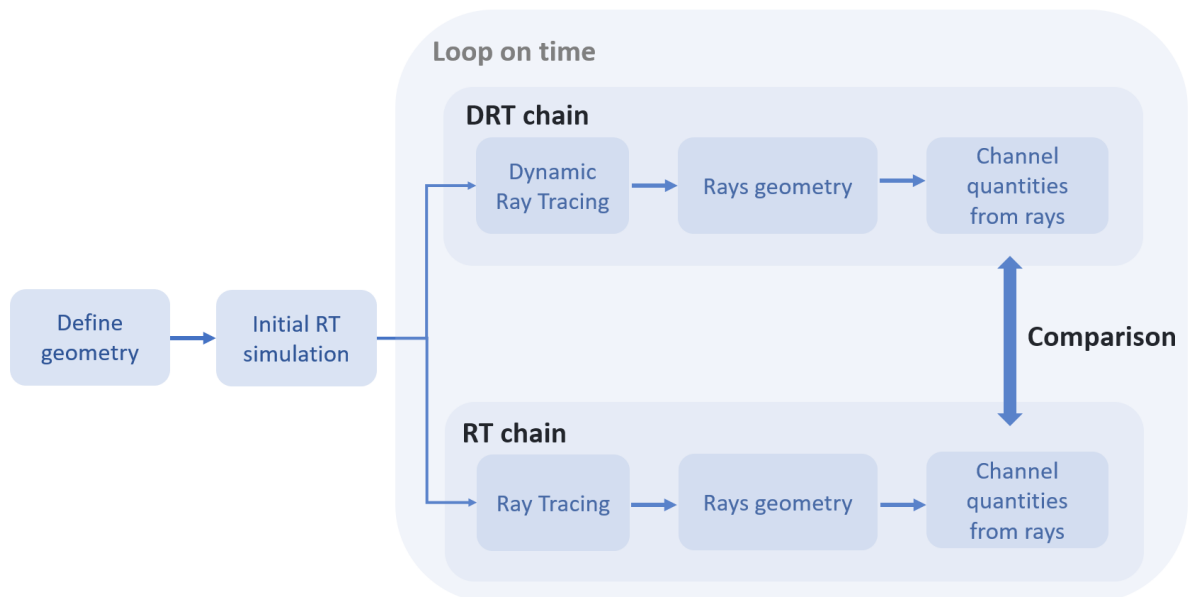 Loop on time
DRT chain
Dynamic
Ray Tracing
Rays geometry
Channel
quantities
from rays
Define
geometry
Initial RT
simulation
Comparison
RT chain
Ray Tracing
Rays geometry
Channel
quantities
from rays